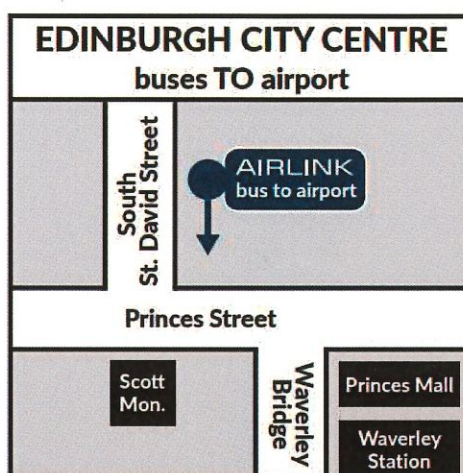 EDINBURGH CITY CENTRE
buses TO airport
South
St. David Street
AIRLINK
bus to airport
Princes Street
Scott
Mon.
Waverley
Bridge
Princes Mall
Waverley
Station